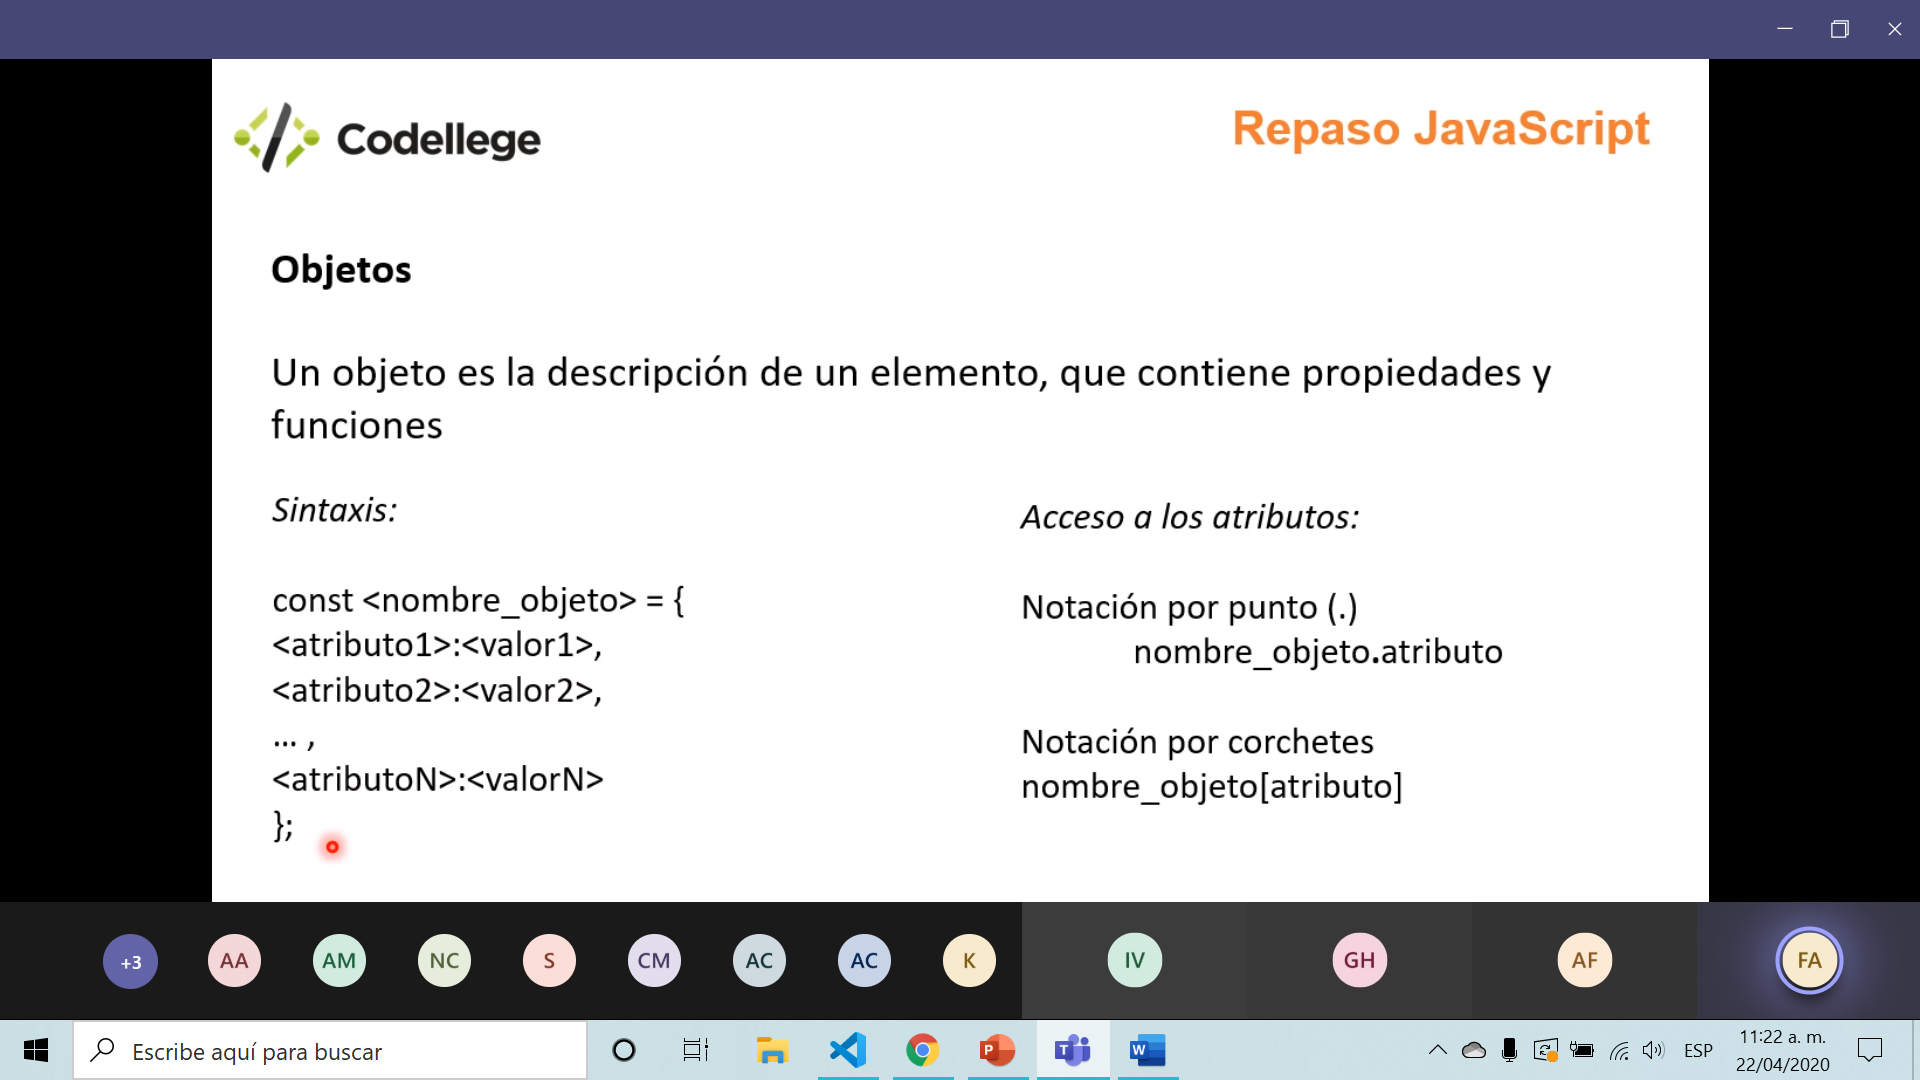 Codellege
Repaso JavaScript
Objetos
Un objeto es la descripción de un elemento, que contiene propiedades y
funciones
Sintaxis:
const <nombre_objeto> = {
<atributo1>:<valor1>,
<atributo2>:<valor2>,
... ,
<atributoN>:<valorN>
};
Acceso a los atributos:
Notación por punto (.)
nombre_objeto.atributo
Notación por corchetes
nombre_objeto[atributo]
+3 AA AM NC S CM AC AC K IV GH AF FA
Escribe aquí para buscar
ESP
11:22 a. m.
22/04/2020